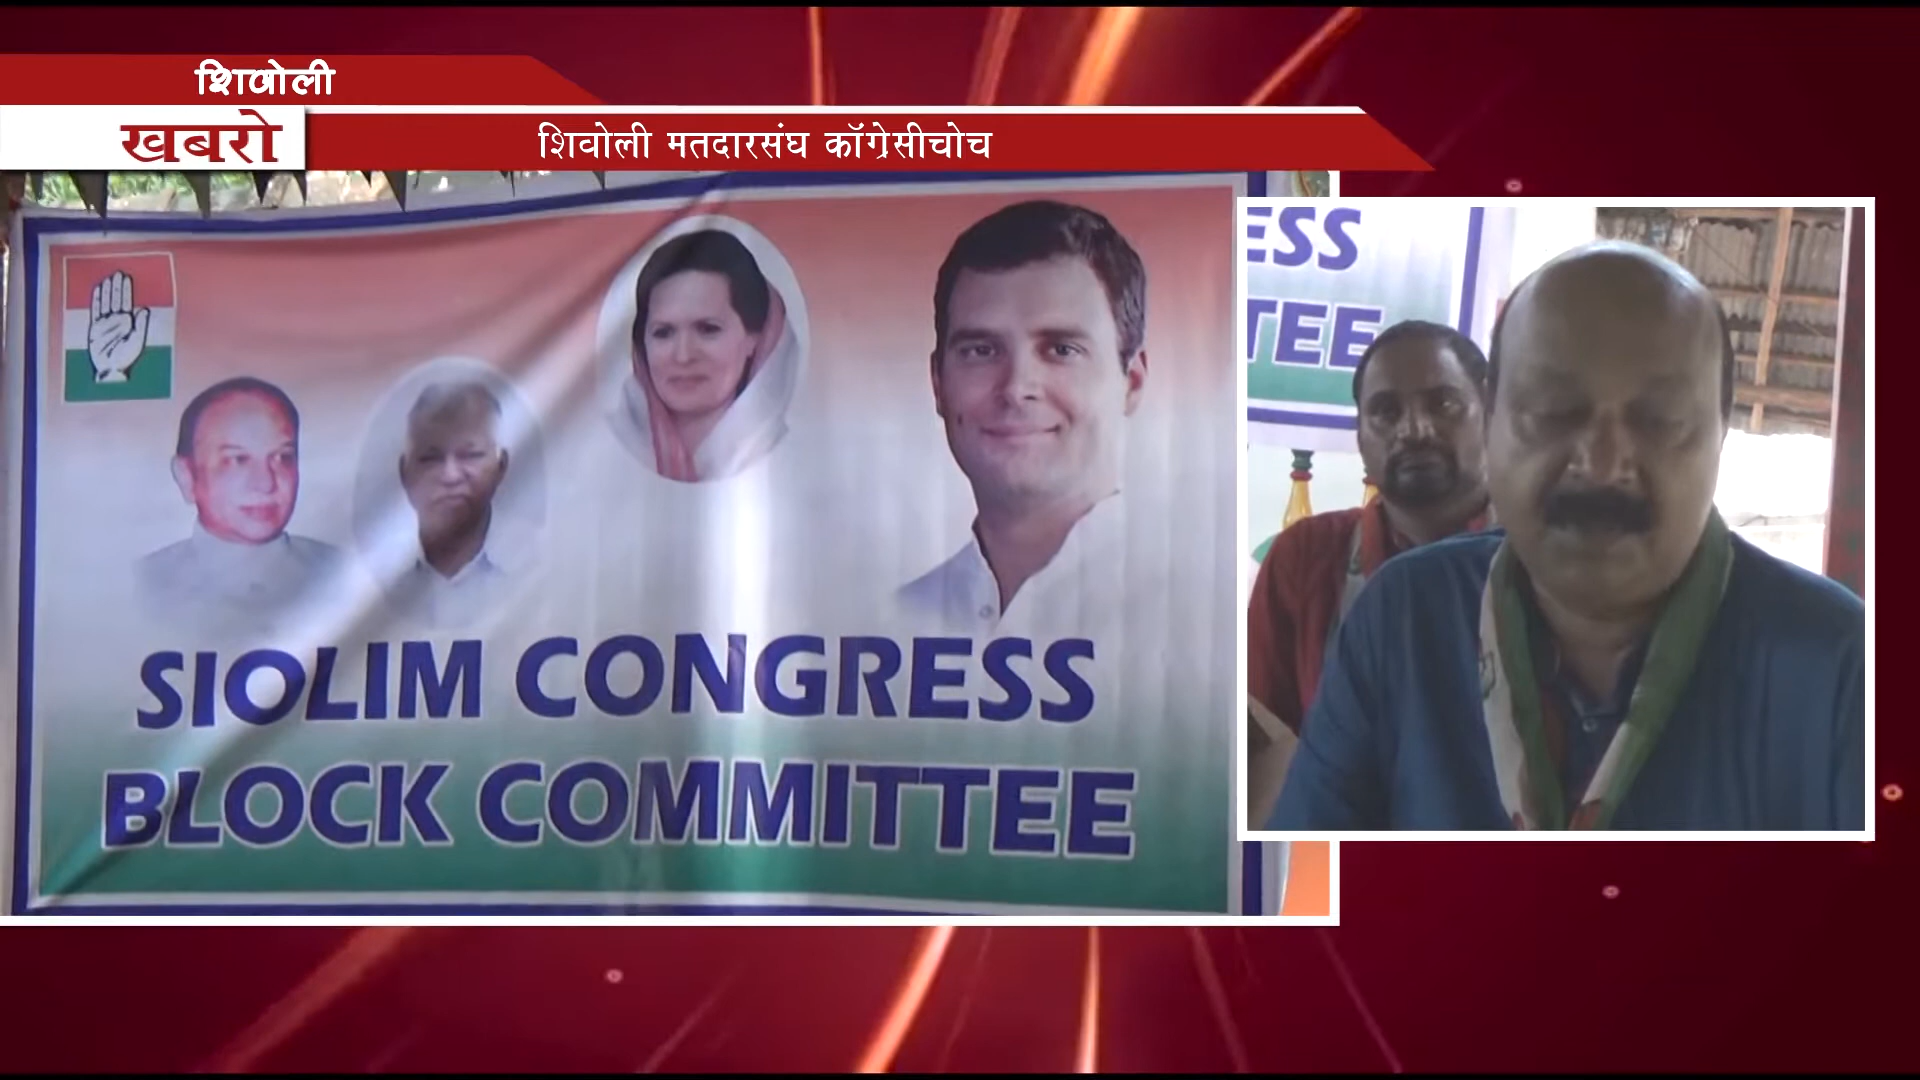 खबरो
शिवोली मतदारसंघ कॉग्रेसीचोच
SIOLIM CONGRESS
BLOCK COMMITTEE
ESS
TEE